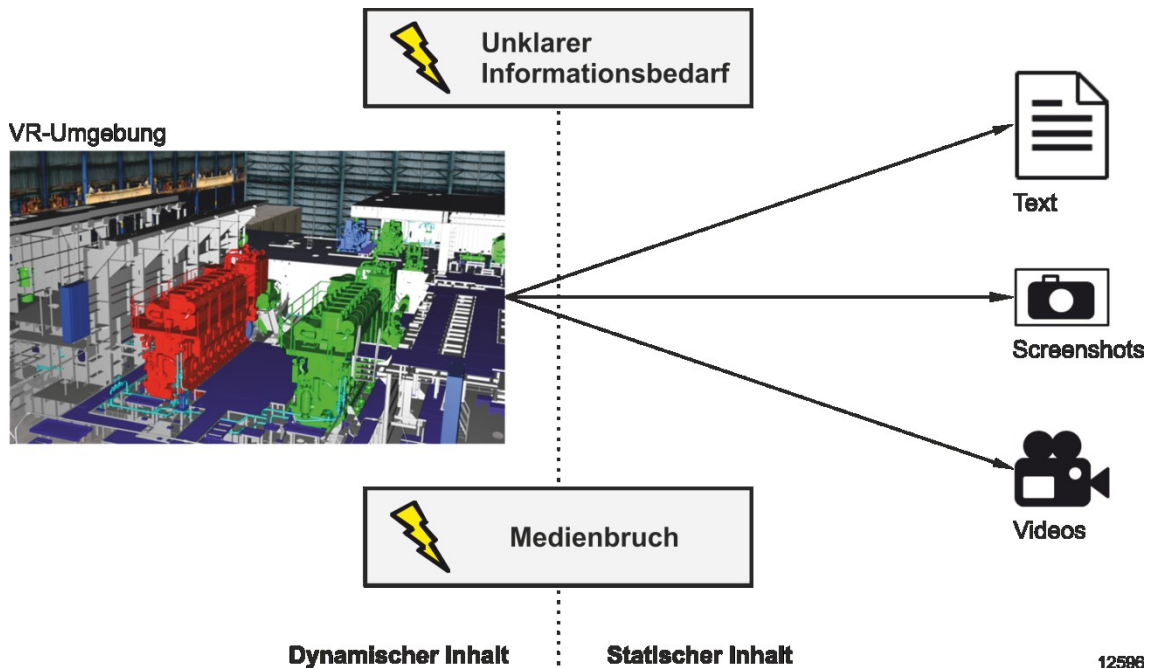 Unklarer
Informationsbedarf
VR-Umgebung
Text
Screenshots
Videos
Medienbruch
Dynamischer Inhalt
Statischer Inhalt
12596